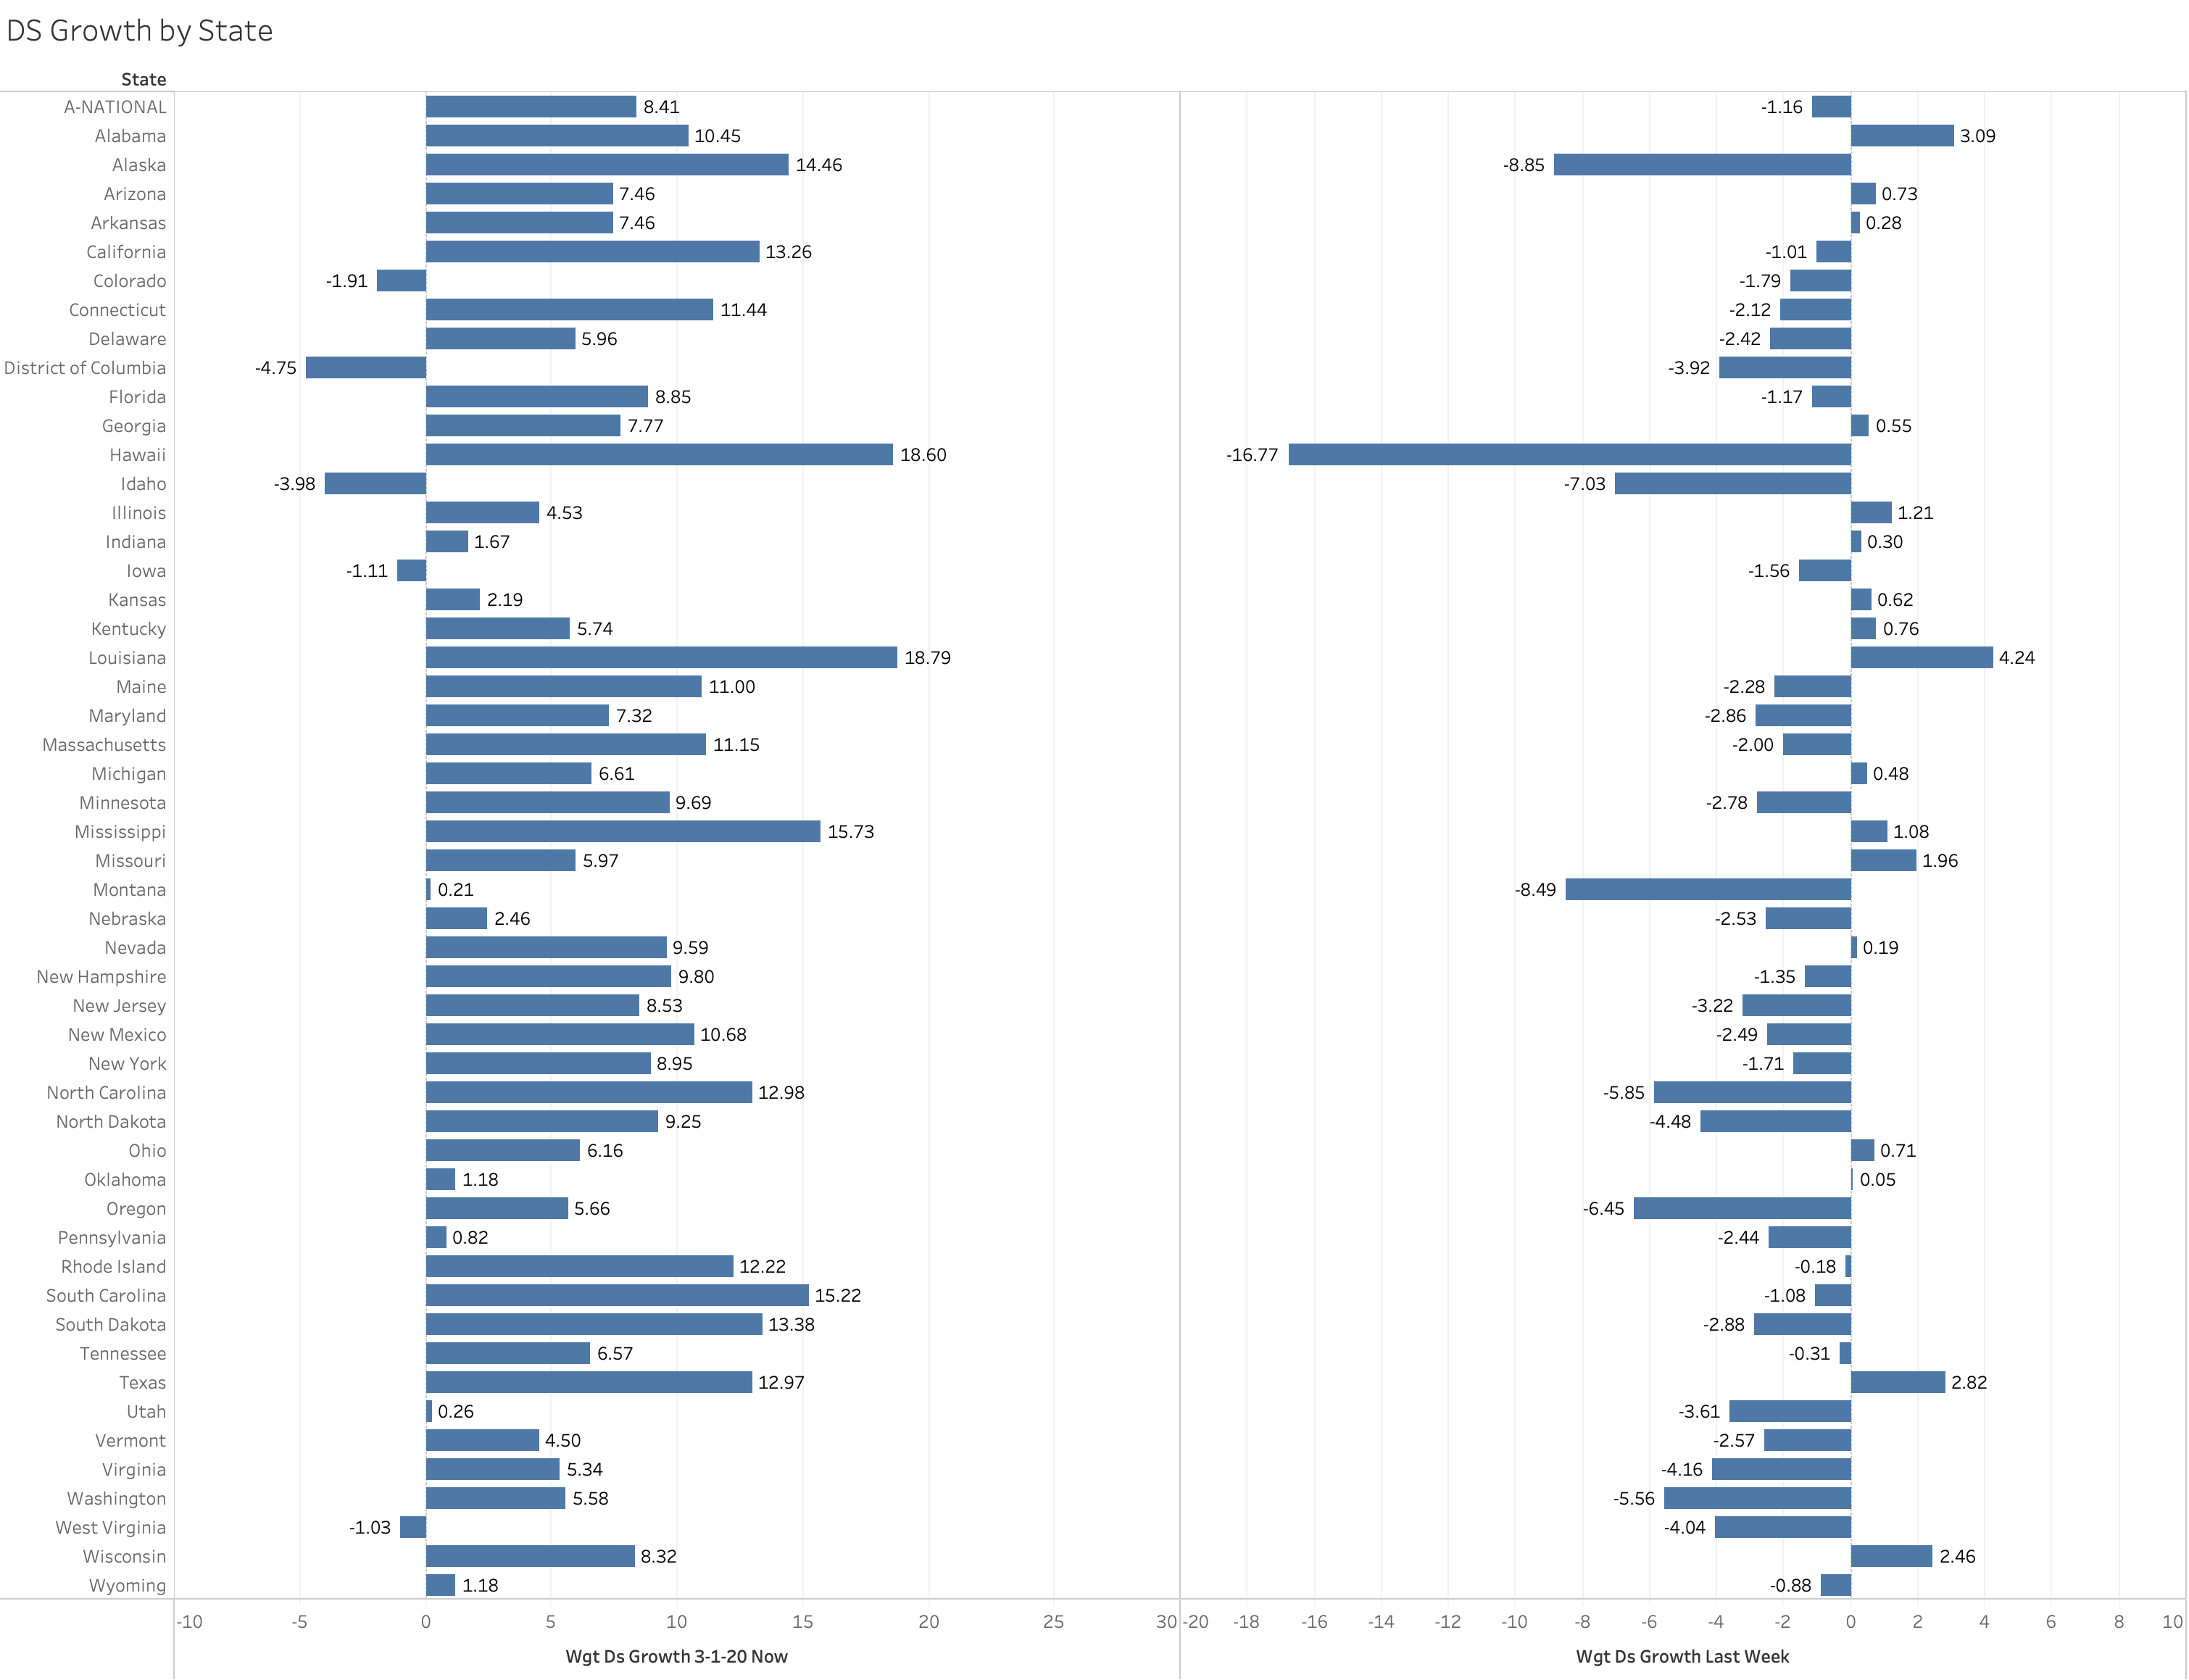 DS Growth by State
State
A-NATIONAL 8.41 -1.16
Alabama 10.45 3.09
Alaska 14.46 -8.85
Arizona 7.46 0.73
Arkansas 7.46 0.28
California 13.26 -1.01
Colorado -1.91 -1.79
Connecticut 11.44 -2.12
Delaware 5.96 -2.42
District of Columbia -4.75 -3.92
Florida 8.85 -1.17
Georgia 7.77 0.55
Hawaii 18.60 -16.77
Idaho -3.98 -7.03
Illinois 4.53 1.21
Indiana 1.67 0.30
Iowa -1.11 -1.56
Kansas 2.19 0.62
Kentucky 5.74 0.76
Louisiana 18.79 4.24
Maine 11.00 -2.28
Maryland 7.32 -2.86
Massachusetts 11.15 -2.00
Michigan 6.61 0.48
Minnesota 9.69 -2.78
Mississippi 15.73 1.08
Missouri 5.97 1.96
Montana 0.21 -8.49
Nebraska 2.46 -2.53
Nevada 9.59 0.19
New Hampshire 9.80 -1.35
New Jersey 8.53 -3.22
New Mexico 10.68 -2.49
New York 8.95 -1.71
North Carolina 12.98 -5.85
North Dakota 9.25 -4.48
Ohio 6.16 0.71
Oklahoma 1.18 0.05
Oregon 5.66 -6.45
Pennsylvania 0.82 -2.44
Rhode Island 12.22 -0.18
South Carolina 15.22 -1.08
South Dakota 13.38 -2.88
Tennessee 6.57 -0.31
Texas 12.97 2.82
Utah 0.26 -3.61
Vermont 4.50 -2.57
Virginia 5.34 -4.16
Washington 5.58 -5.56
West Virginia -1.03 -4.04
Wisconsin 8.32 2.46
Wyoming 1.18 -0.88
-10 -5 0 5 10 15 20 25 30 -20 -18 -16 -14 -12 -10 -8 -6 -4 -2 0 2 4 6 8 10
Wgt Ds Growth 3-1-20 Now Wgt Ds Growth Last Week